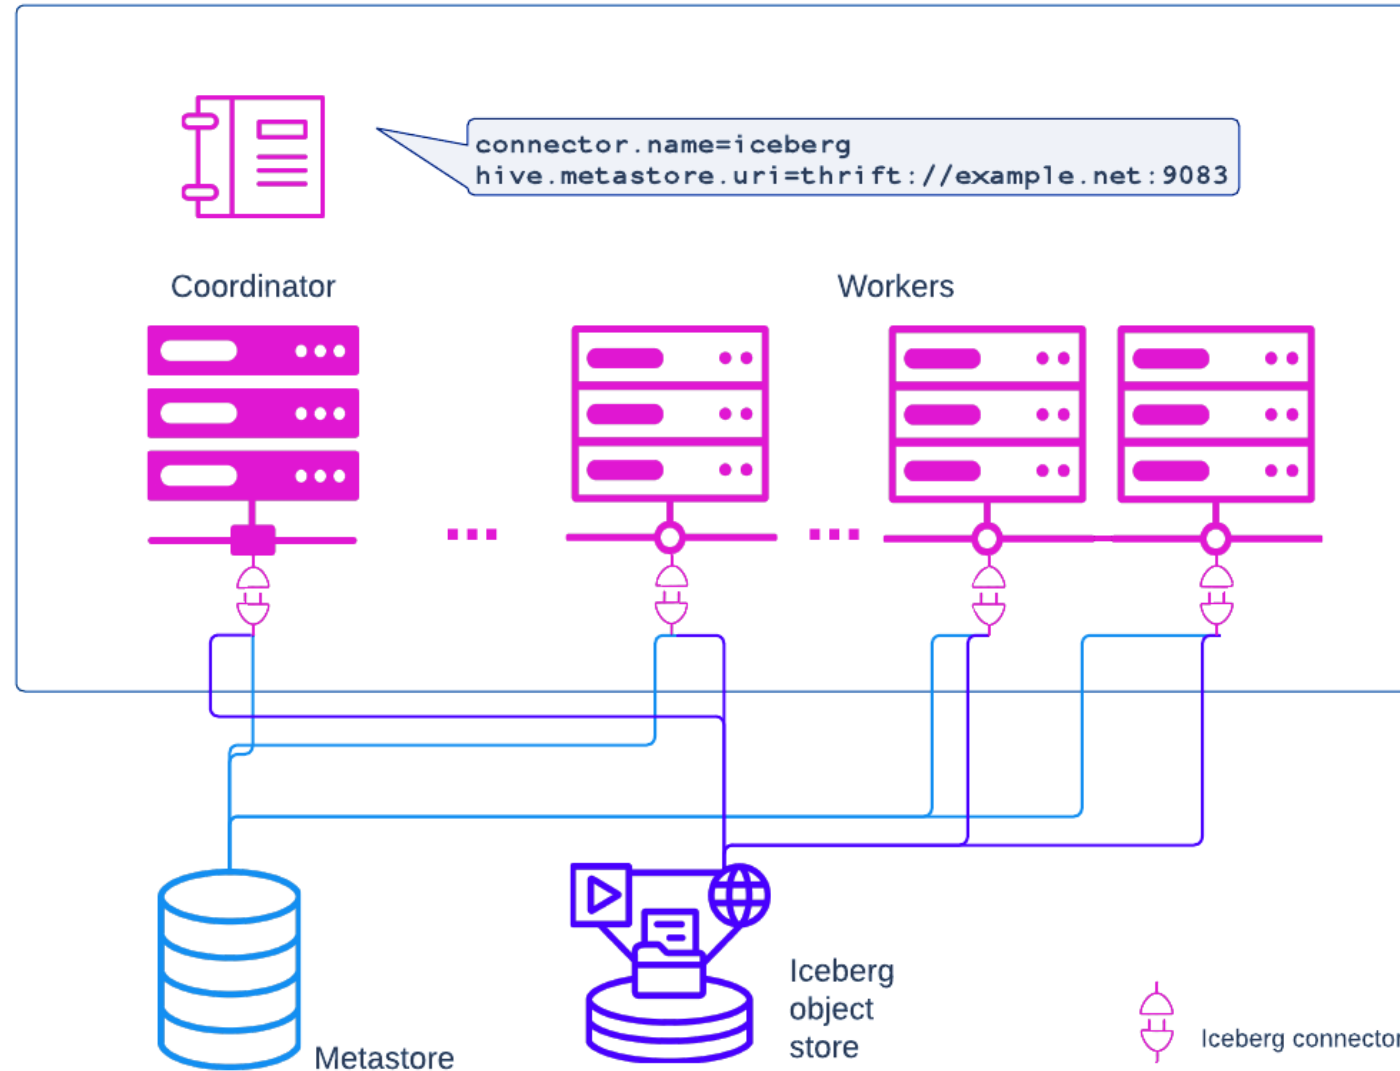 connector.name=iceberg
hive.metastore.uri=thrift://example.net:9083
Coordinator
Workers
Iceberg
object
store
Metastore
Iceberg connector